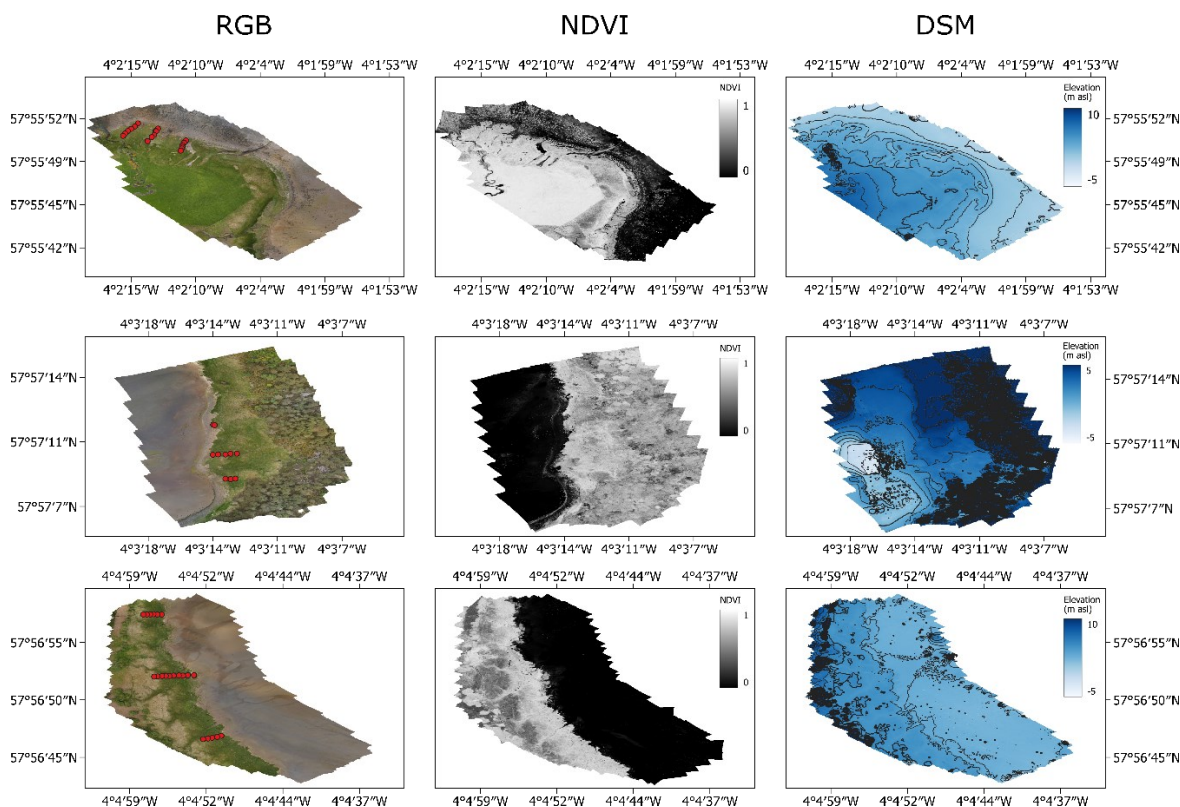 RGB NDVI DSM
4°2'15"W 4°2'10"W 4°2'4"W 4°1'59"W 4°1'53"W 4°2'15"W 4°2'10"W 4°2'4"W 4°1'59"W 4°1'53"W 4°2'15"W 4°2'10"W 4°2'4"W 4°1'59"W 4°1'53"W
NDVI
1
0
Elevation
(m asl)
10
-5
57°55'52"N 57°55'52"N
57°55'49"N 57°55'49"N
57°55'45"N 57°55'45"N
57°55'42"N 57°55'42"N
4°2'15"W 4°2'10"W 4°2'4"W 4°1'59"W 4°1'53"W 4°2'15"W 4°2'10"W 4°2'4"W 4°1'59"W 4°1'53"W 4°2'15"W 4°2'10"W 4°2'4"W 4°1'59"W 4°1'53"W
4°3'18"W 4°3'14"W 4°3'11"W 4°3'7"W 4°3'18"W 4°3'14"W 4°3'11"W 4°3'7"W 4°3'18"W 4°3'14"W 4°3'11"W 4°3'7"W
NDVI
1
0
Elevation
(m asl)
5
-5
57°57'14"N 57°57'14"N
57°57'11"N 57°57'11"N
57°57'7"N 57°57'7"N
4°3'18"W 4°3'14"W 4°3'11"W 4°3'7"W 4°3'18"W 4°3'14"W 4°3'11"W 4°3'7"W 4°3'18"W 4°3'14"W 4°3'11"W 4°3'7"W
4°4'59"W 4°4'52"W 4°4'44"W 4°4'37"W 4°4'59"W 4°4'52"W 4°4'44"W 4°4'37"W 4°4'59"W 4°4'52"W 4°4'44"W 4°4'37"W
NDVI
1
0
Elevation
(m asl)
10
-5
57°56'55"N 57°56'55"N
57°56'50"N 57°56'50"N
57°56'45"N 57°56'45"N
4°4'59"W 4°4'52"W 4°4'44"W 4°4'37"W 4°4'59"W 4°4'52"W 4°4'44"W 4°4'37"W 4°4'59"W 4°4'52"W 4°4'44"W 4°4'37"W